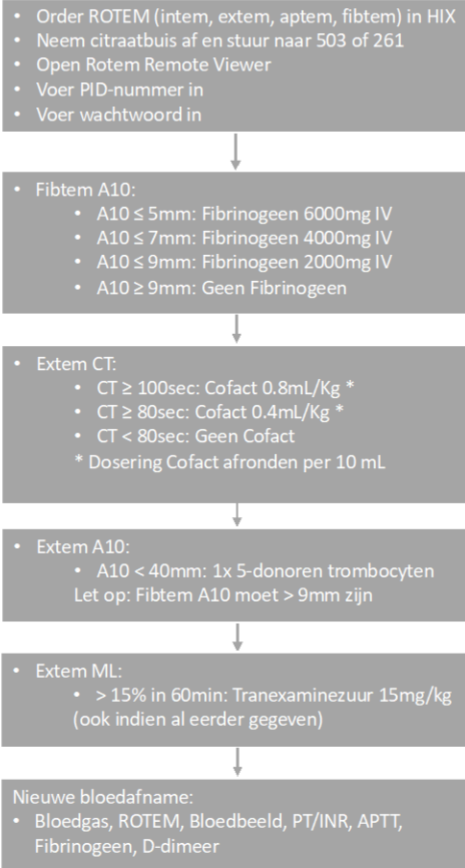 • Order ROTEM (intem, extem, aptem, fibtem) in HIX
• Neem citraatbuis af en stuur naar 503 of 261
• Open Rotem Remote Viewer
• Voer PID-nummer in
• Voer wachtwoord in
• Fibtem A10:
• A10 ≤ 5mm: Fibrinogeen 6000mg IV
• A10 ≤ 7mm: Fibrinogeen 4000mg IV
• A10 ≤ 9mm: Fibrinogeen 2000mg IV
• A10 ≥ 9mm: Geen Fibrinogeen
• Extem CT:
• CT ≥ 100sec: Cofact 0.8mL/Kg *
• CT ≥ 80sec: Cofact 0.4mL/Kg *
• CT < 80sec: Geen Cofact
* Dosering Cofact afronden per 10 mL
• Extem A10:
• A10 < 40mm: 1x 5-donoren trombocyten
Let op: Fibtem A10 moet > 9mm zijn
• Extem ML:
• > 15% in 60min: Tranexaminezuur 15mg/kg
(ook indien al eerder gegeven)
Nieuwe bloedafname:
• Bloedgas, ROTEM, Bloedbeeld, PT/INR, APTT,
Fibrinogeen, D-dimeer